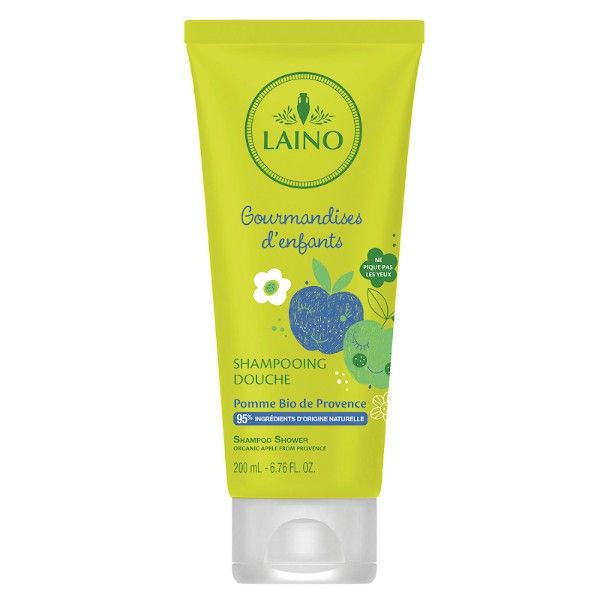 LAINO
Gourmandises
d'enfants
NE
PIQUE PAS
LES YEUX
SHAMPOOING
DOUCHE
Pomme Bio de Provence
95% INGRÉDIENTS D'ORIGINE NATURELLE
SHAMPOO SHOWER
ORGANIC APPLE FROM PROVENCE
200 mL - 6.76 FL. OZ.